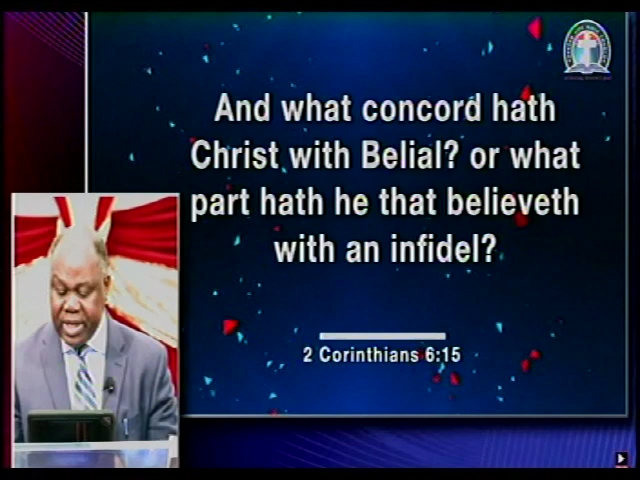 And what concord hath
Christ with Belial? or what
part hath he that believeth
with an infidel?
2 Corinthians 6:15